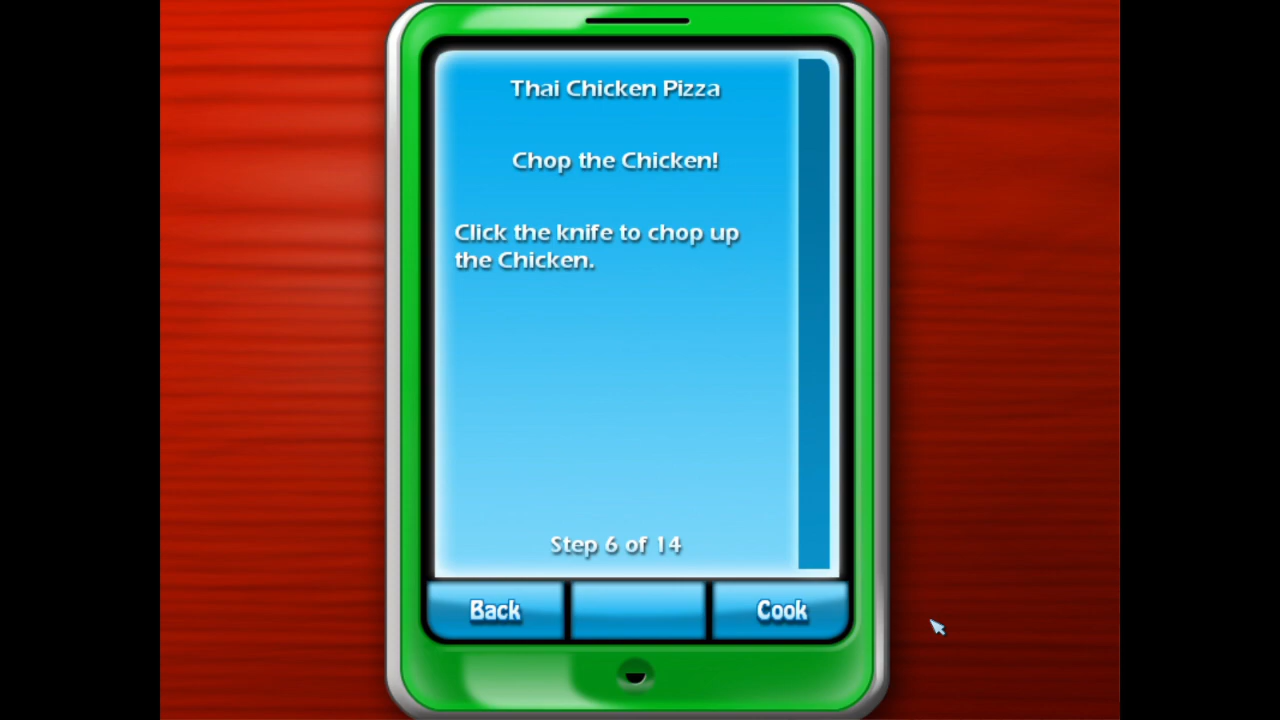 Thai Chicken Pizza
Chop the Chicken!
Click the knife to chop up
the Chicken.
Step 6 of 14
Back
Cook